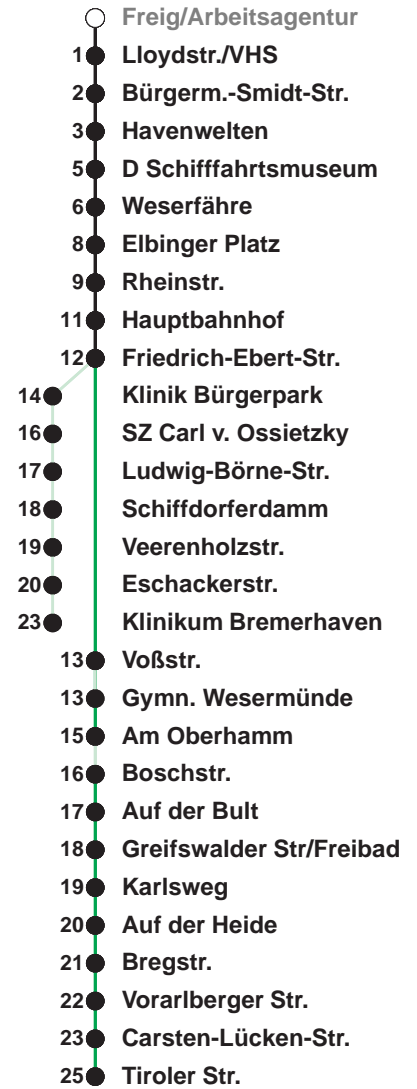 Freig/Arbeitsagentur
1 Lloydstr./VHS
2 Bürgerm.-Smidt-Str.
3 Havenwelten
5 D Schifffahrtsmuseum
6 Weserfähre
8 Elbinger Platz
9 Rheinstr.
11 Hauptbahnhof
12 Friedrich-Ebert-Str.
14 Klinik Bürgerpark
16 SZ Carl v. Ossietzky
17 Ludwig-Börne-Str.
18 Schiffdorferdamm
19 Veerenholzstr.
20 Eschackerstr.
23 Klinikum Bremerhaven
13 Voßstr.
13 Gymn. Wesermünde
15 Am Oberhamm
16 Boschstr.
17 Auf der Bult
18 Greifswalder Str/Freibad
19 Karlsweg
20 Auf der Heide
21 Bregstr.
22 Vorarlberger Str.
23 Carsten-Lücken-Str.
25 Tiroler Str.